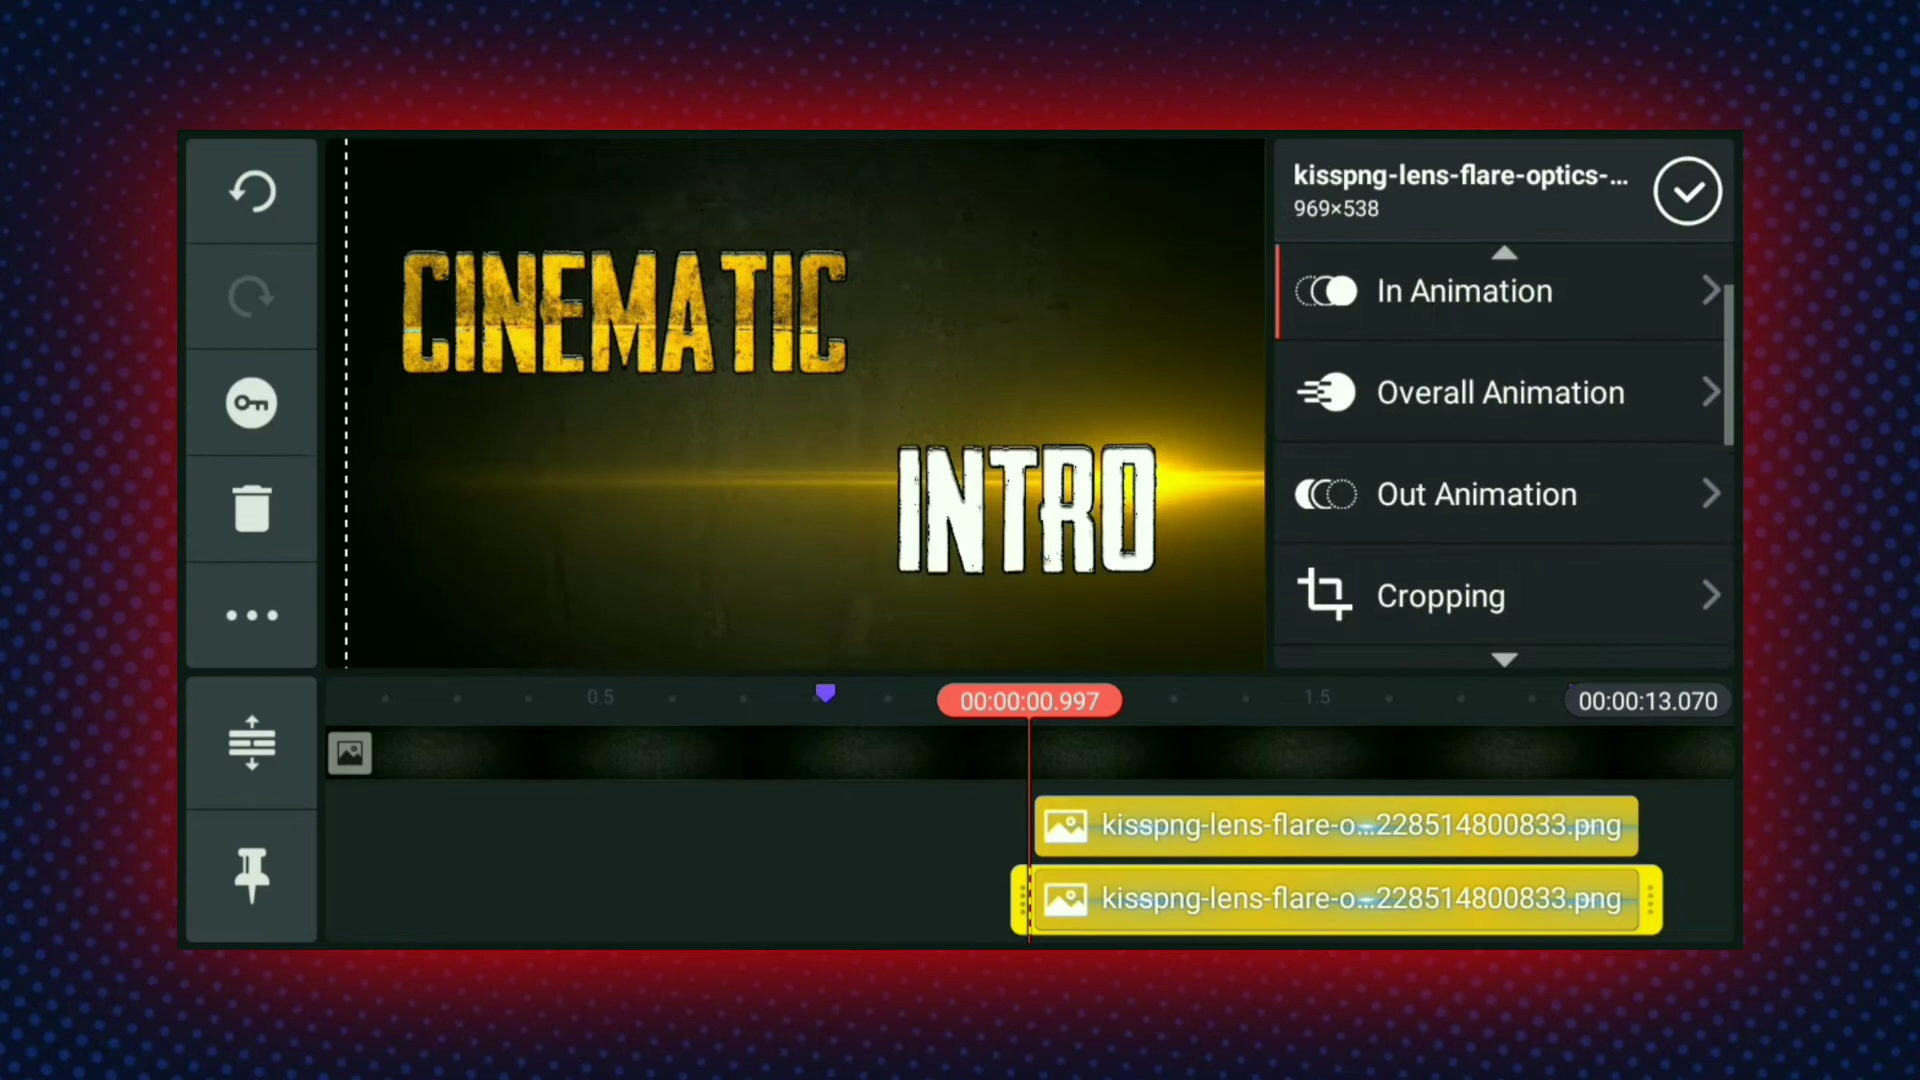 kisspng-lens-flare-optics-...
969×538
CINEMATIC
INTRO
In Animation
Overall Animation
Out Animation
Cropping
0.5
00:00:00.997
1.5
00:00:13.070
kisspng-lens-flare-o...228514800833.png
kisspng-lens-flare-o...228514800833.png